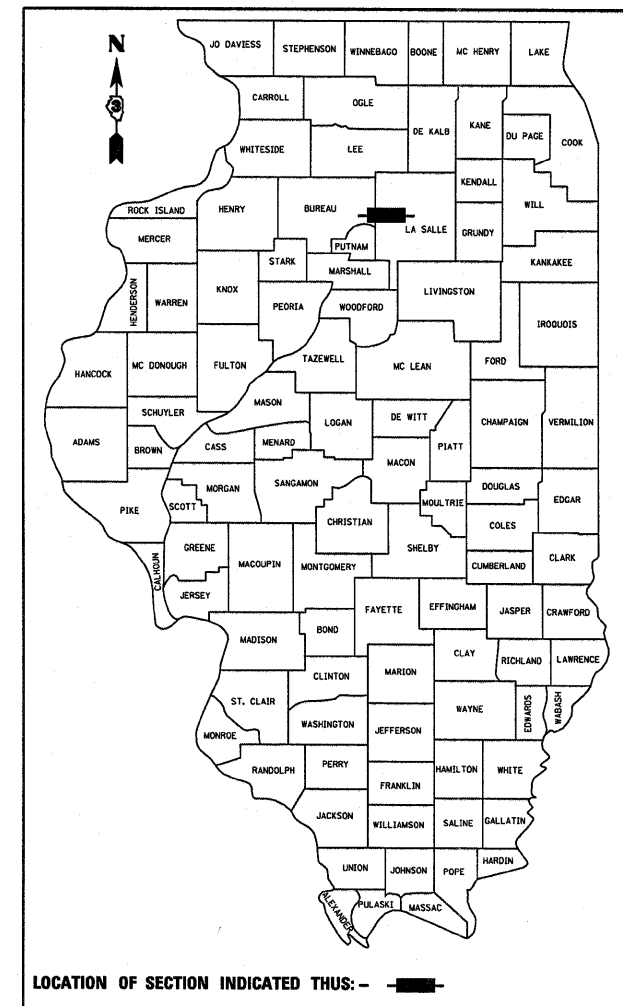 N
3
JO DAVIESS STEPHENSON WINNEBAGO BOONE MC HENRY LAKE
CARROLL OGLE DE KALB KANE DU PAGE COOK
WHITESIDE LEE
KENDALL WILL
ROCK ISLAND HENRY BUREAU LA SALLE GRUNDY
MERCER PUTNAM KANKAKEE
STARK MARSHALL
HENDERSON WARREN KNOX PEORIA WOODFORD LIVINGSTON IROQUOIS
HANCOCK MC DONOUGH FULTON TAZEWELL MC LEAN FORD
SCHUYLER MASON LOGAN DE WITT CHAMPAIGN VERMILION
ADAMS BROWN CASS MENARD PIATT
MACON
PIKE SCOTT MORGAN SANGAMON MOULTRIE DOUGLAS EDGAR
CHRISTIAN COLES
CALHOUN GREENE MACOUPIN MONTGOMERY SHELBY CUMBERLAND CLARK
JERSEY
FAYETTE EFFINGHAM JASPER CRAWFORD
MADISON BOND
CLAY RICHLAND LAWRENCE
CLINTON MARION
ST. CLAIR WAYNE EDWARDS WABASH
WASHINGTON JEFFERSON
MONROE
RANDOLPH PERRY HAMILTON WHITE
FRANKLIN
JACKSON WILLIAMSON SALINE GALLATIN
UNION JOHNSON POPE HARDIN
ALEXANDER PULASKI MASSAC
LOCATION OF SECTION INDICATED THUS: -